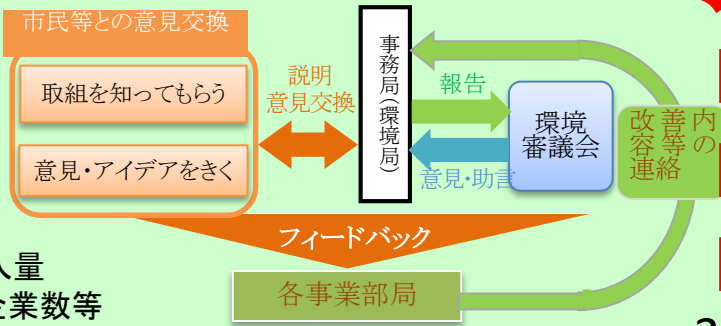 市民等との意見交換
取組を知ってもらう
意見・アイデアをきく
説明
意見交換
事務局(環境局)
報告
意見・助言
環境
審議会
改善内
容等の
連絡
フィードバック
各事業部局
人量
企業数等